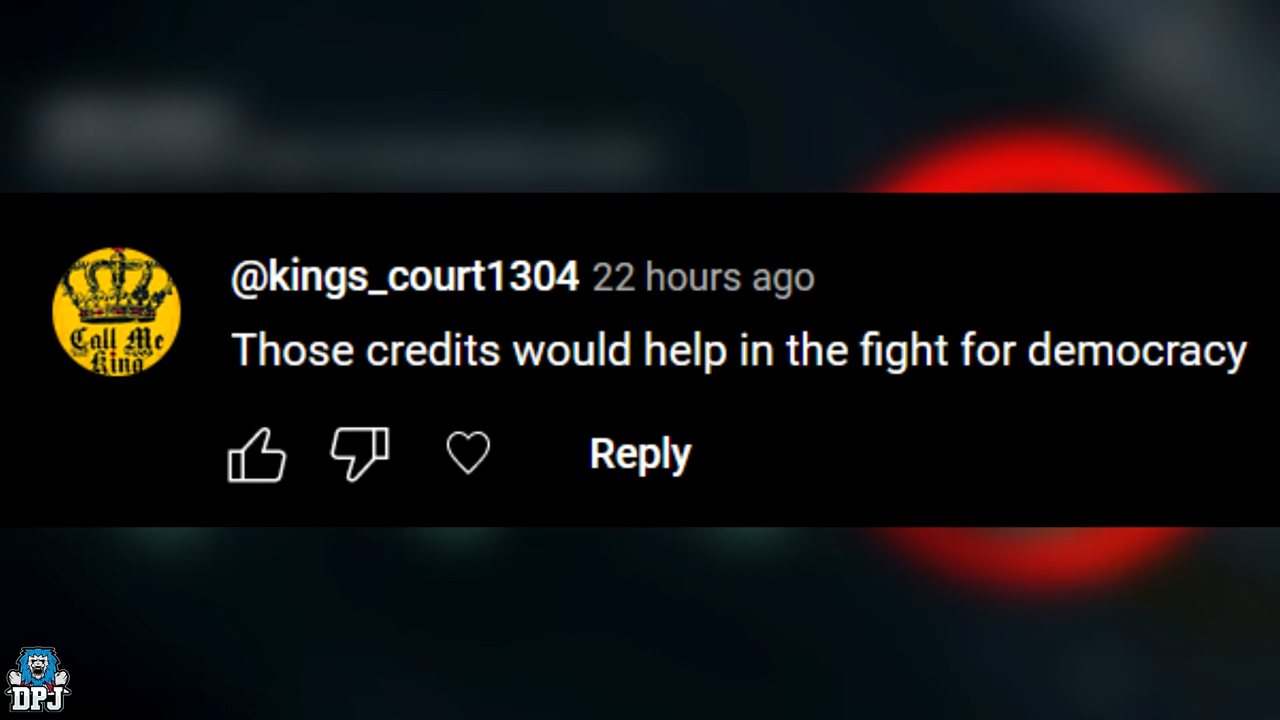 @kings_court1304 22 hours ago
Call Me
King
Those credits would help in the fight for democracy
Reply
DPJ